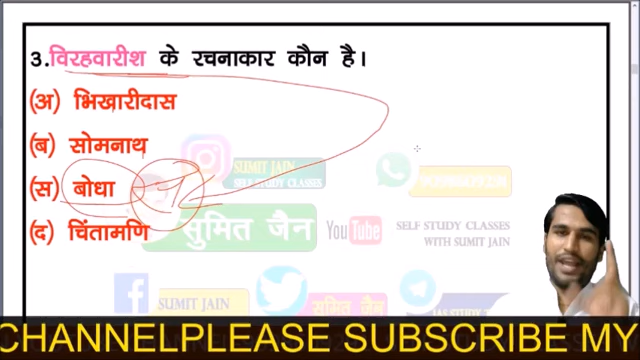 3.विरहवारीश के रचनाकार कौन है।
(अ) भिखारीदास
(ब) सोमनाथ
(स) बोधा
(द) चिंतामणि
SUMIT JAIN
SELF STUDY CLASSES
सुमित जैन
YouTube
SELF STUDY CLASSES
WITH SUMIT JAIN
SUMIT JAIN
सुमित जैन
CHANNELPLEASE SUBSCRIBE MY